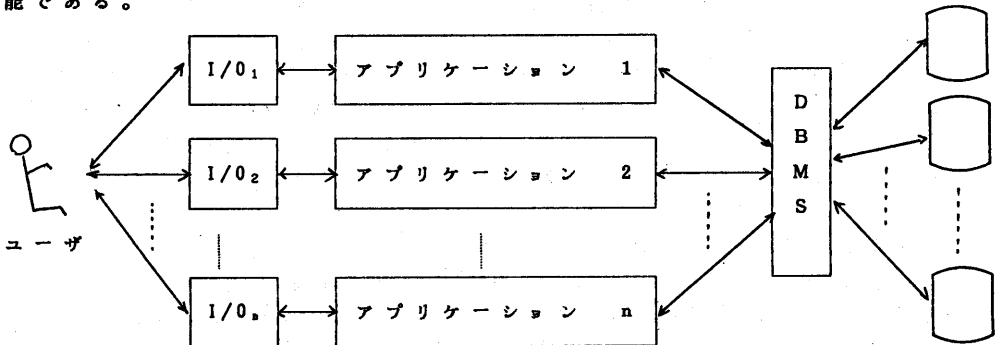 能である。
I/O₁ アプリケーション 1
I/O₂ アプリケーション 2
I/Oₙ アプリケーション n
DBMS
ユーザ